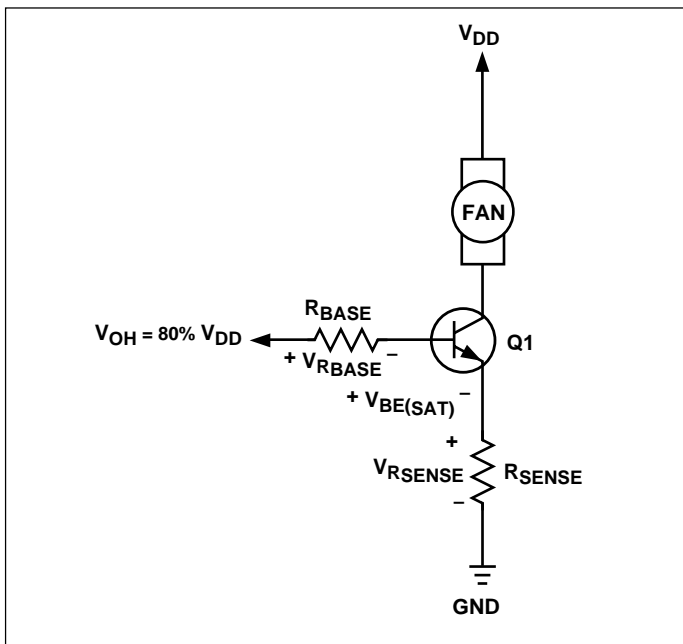 VDD
FAN
RBASE
VOH = 80% VDD
Q1
+ VRBASE –
+ VBE(SAT) –
+
VRSENSE
RSENSE
–
GND